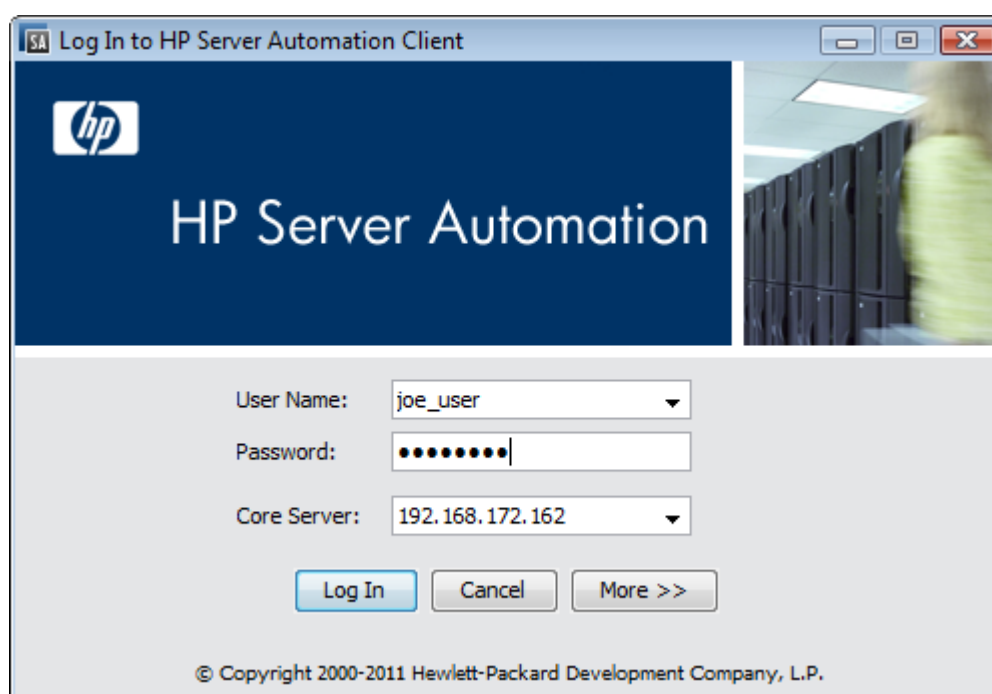 SA Log In to HP Server Automation Client
hp
HP Server Automation
User Name: joe_user
Password: ••••••••
Core Server: 192.168.172.162
Log In Cancel More >>
© Copyright 2000-2011 Hewlett-Packard Development Company, L.P.